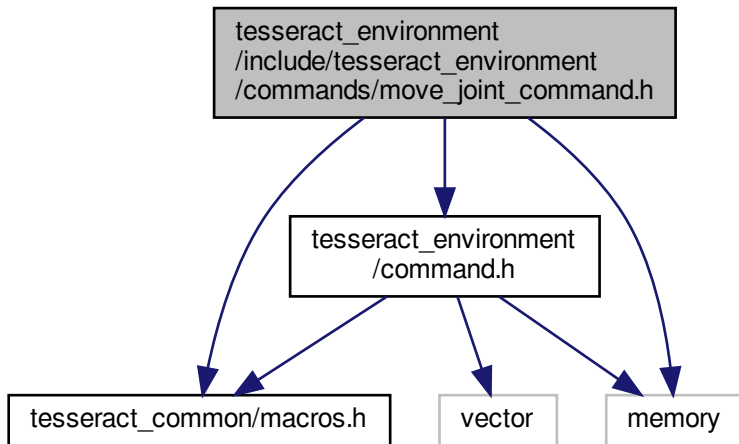 tesseract_environment
/include/tesseract_environment
/commands/move_joint_command.h
tesseract_environment
/command.h
tesseract_common/macros.h
vector
memory